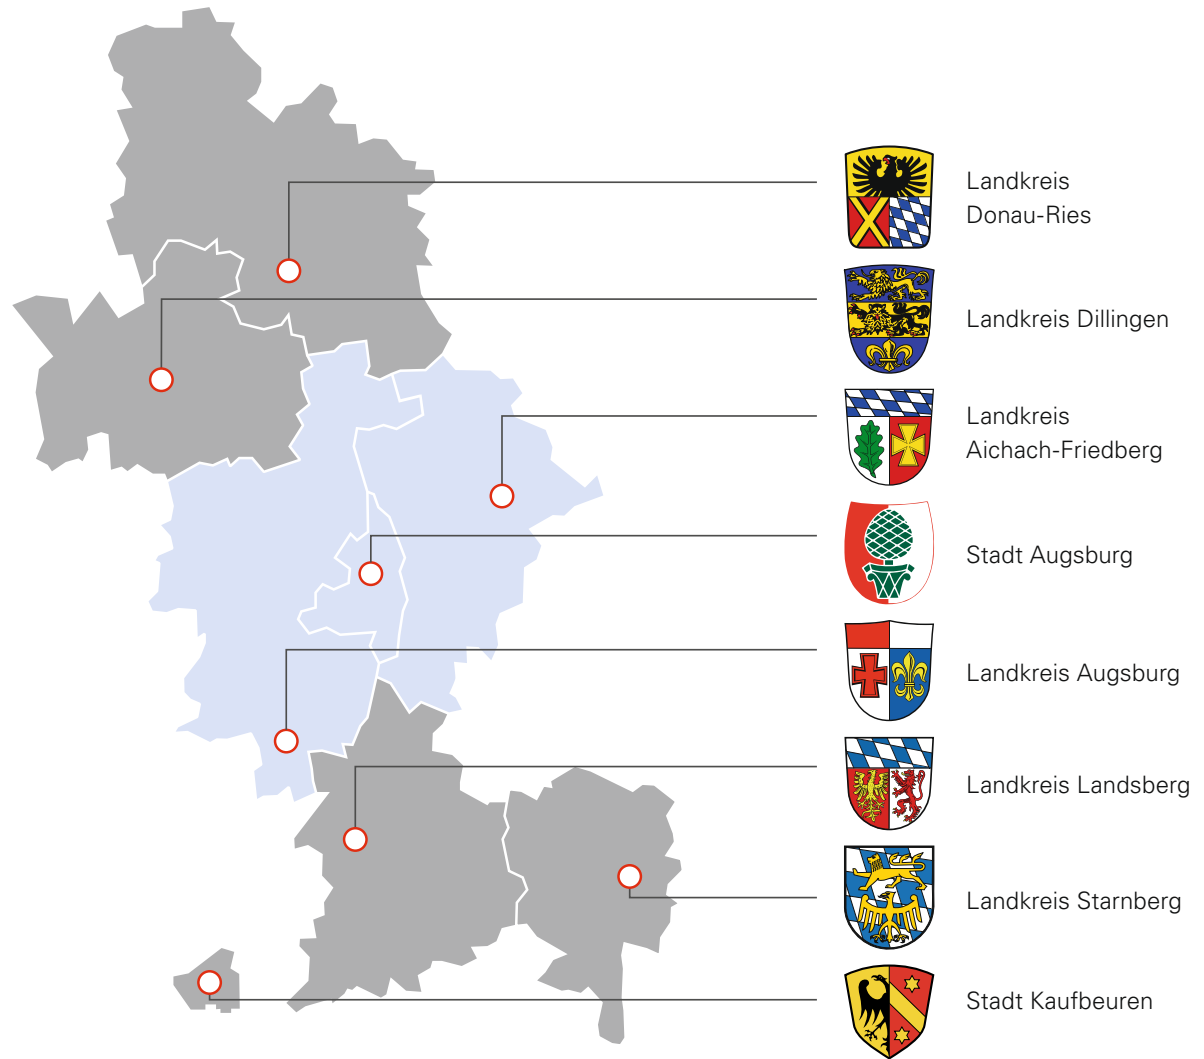 Landkreis
Donau-Ries
Landkreis Dillingen
Landkreis
Aichach-Friedberg
Stadt Augsburg
Landkreis Augsburg
Landkreis Landsberg
Landkreis Starnberg
Stadt Kaufbeuren